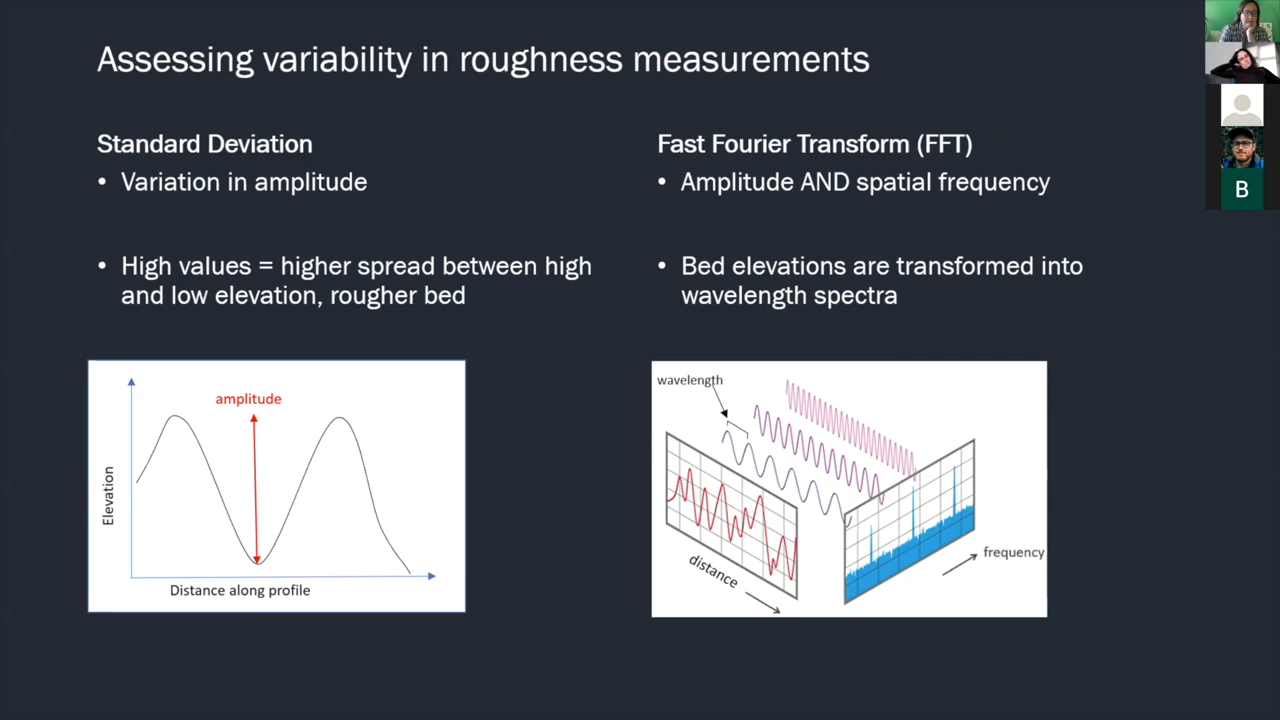 Assessing variability in roughness measurements
Standard Deviation
• Variation in amplitude
• High values = higher spread between high
and low elevation, rougher bed
amplitude
Elevation
Distance along profile
Fast Fourier Transform (FFT)
• Amplitude AND spatial frequency
• Bed elevations are transformed into
wavelength spectra
wavelength
distance
frequency
B